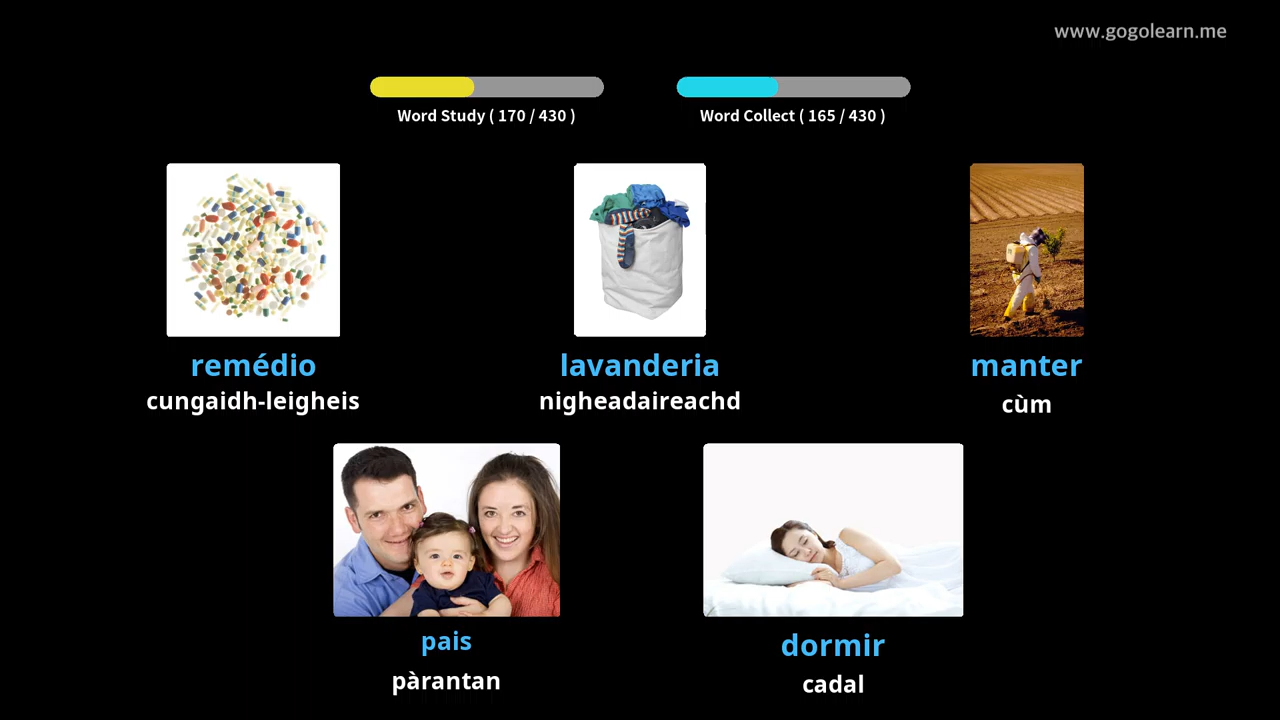 www.gogolearn.me
Word Study ( 170 / 430 )
Word Collect ( 165 / 430 )
remédio
cungaidh-leigheis
lavanderia
nigheadaireachd
manter
cùm
pais
pàrantan
dormir
cadal